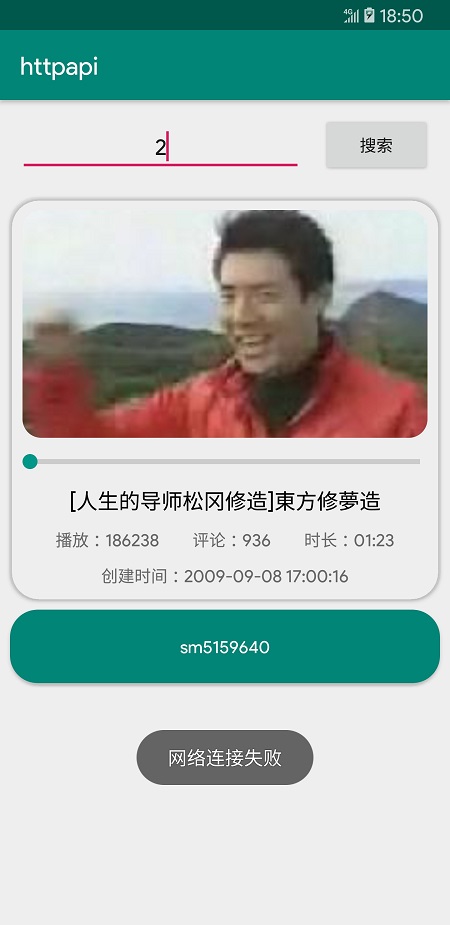 4G 18:50
httpapi
2 搜索
[人生的导师松冈修造]東方修夢造
播放：186238 评论：936 时长：01:23
创建时间：2009-09-08 17:00:16
sm5159640
网络连接失败